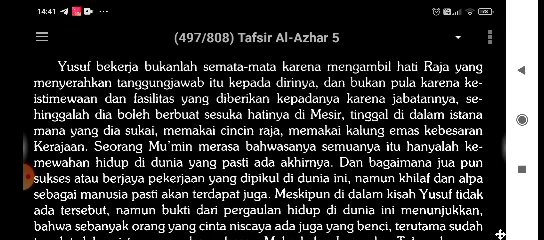 14:41
(497/808) Tafsir Al-Azhar 5
Yusuf bekerja bukanlah semata-mata karena mengambil hati Raja yang
menyerahkan tanggungjawab itu kepada dirinya, dan bukan pula karena ke-
istimewaan dan fasilitas yang diberikan kepadanya karena jabatannya, se-
hinggalah dia boleh berbuat sesuka hatinya di Mesir, tinggal di dalam istana
mana yang dia sukai, memakai cincin raja, memakai kalung emas kebesaran
Kerajaan. Seorang Mu'min merasa bahwasanya semuanya itu hanyalah ke-
mewahan hidup di dunia yang pasti ada akhirnya. Dan bagaimana jua pun
sukses atau berjaya pekerjaan yang dipikul di dunia ini, namun khilaf dan alpa
sebagai manusia pasti akan terdapat juga. Meskipun di dalam kisah Yusuf tidak
ada tersebut, namun bukti dari pergaulan hidup di dunia ini menunjukkan,
bahwa sebanyak orang yang cinta niscaya ada juga yang benci, terutama sudah